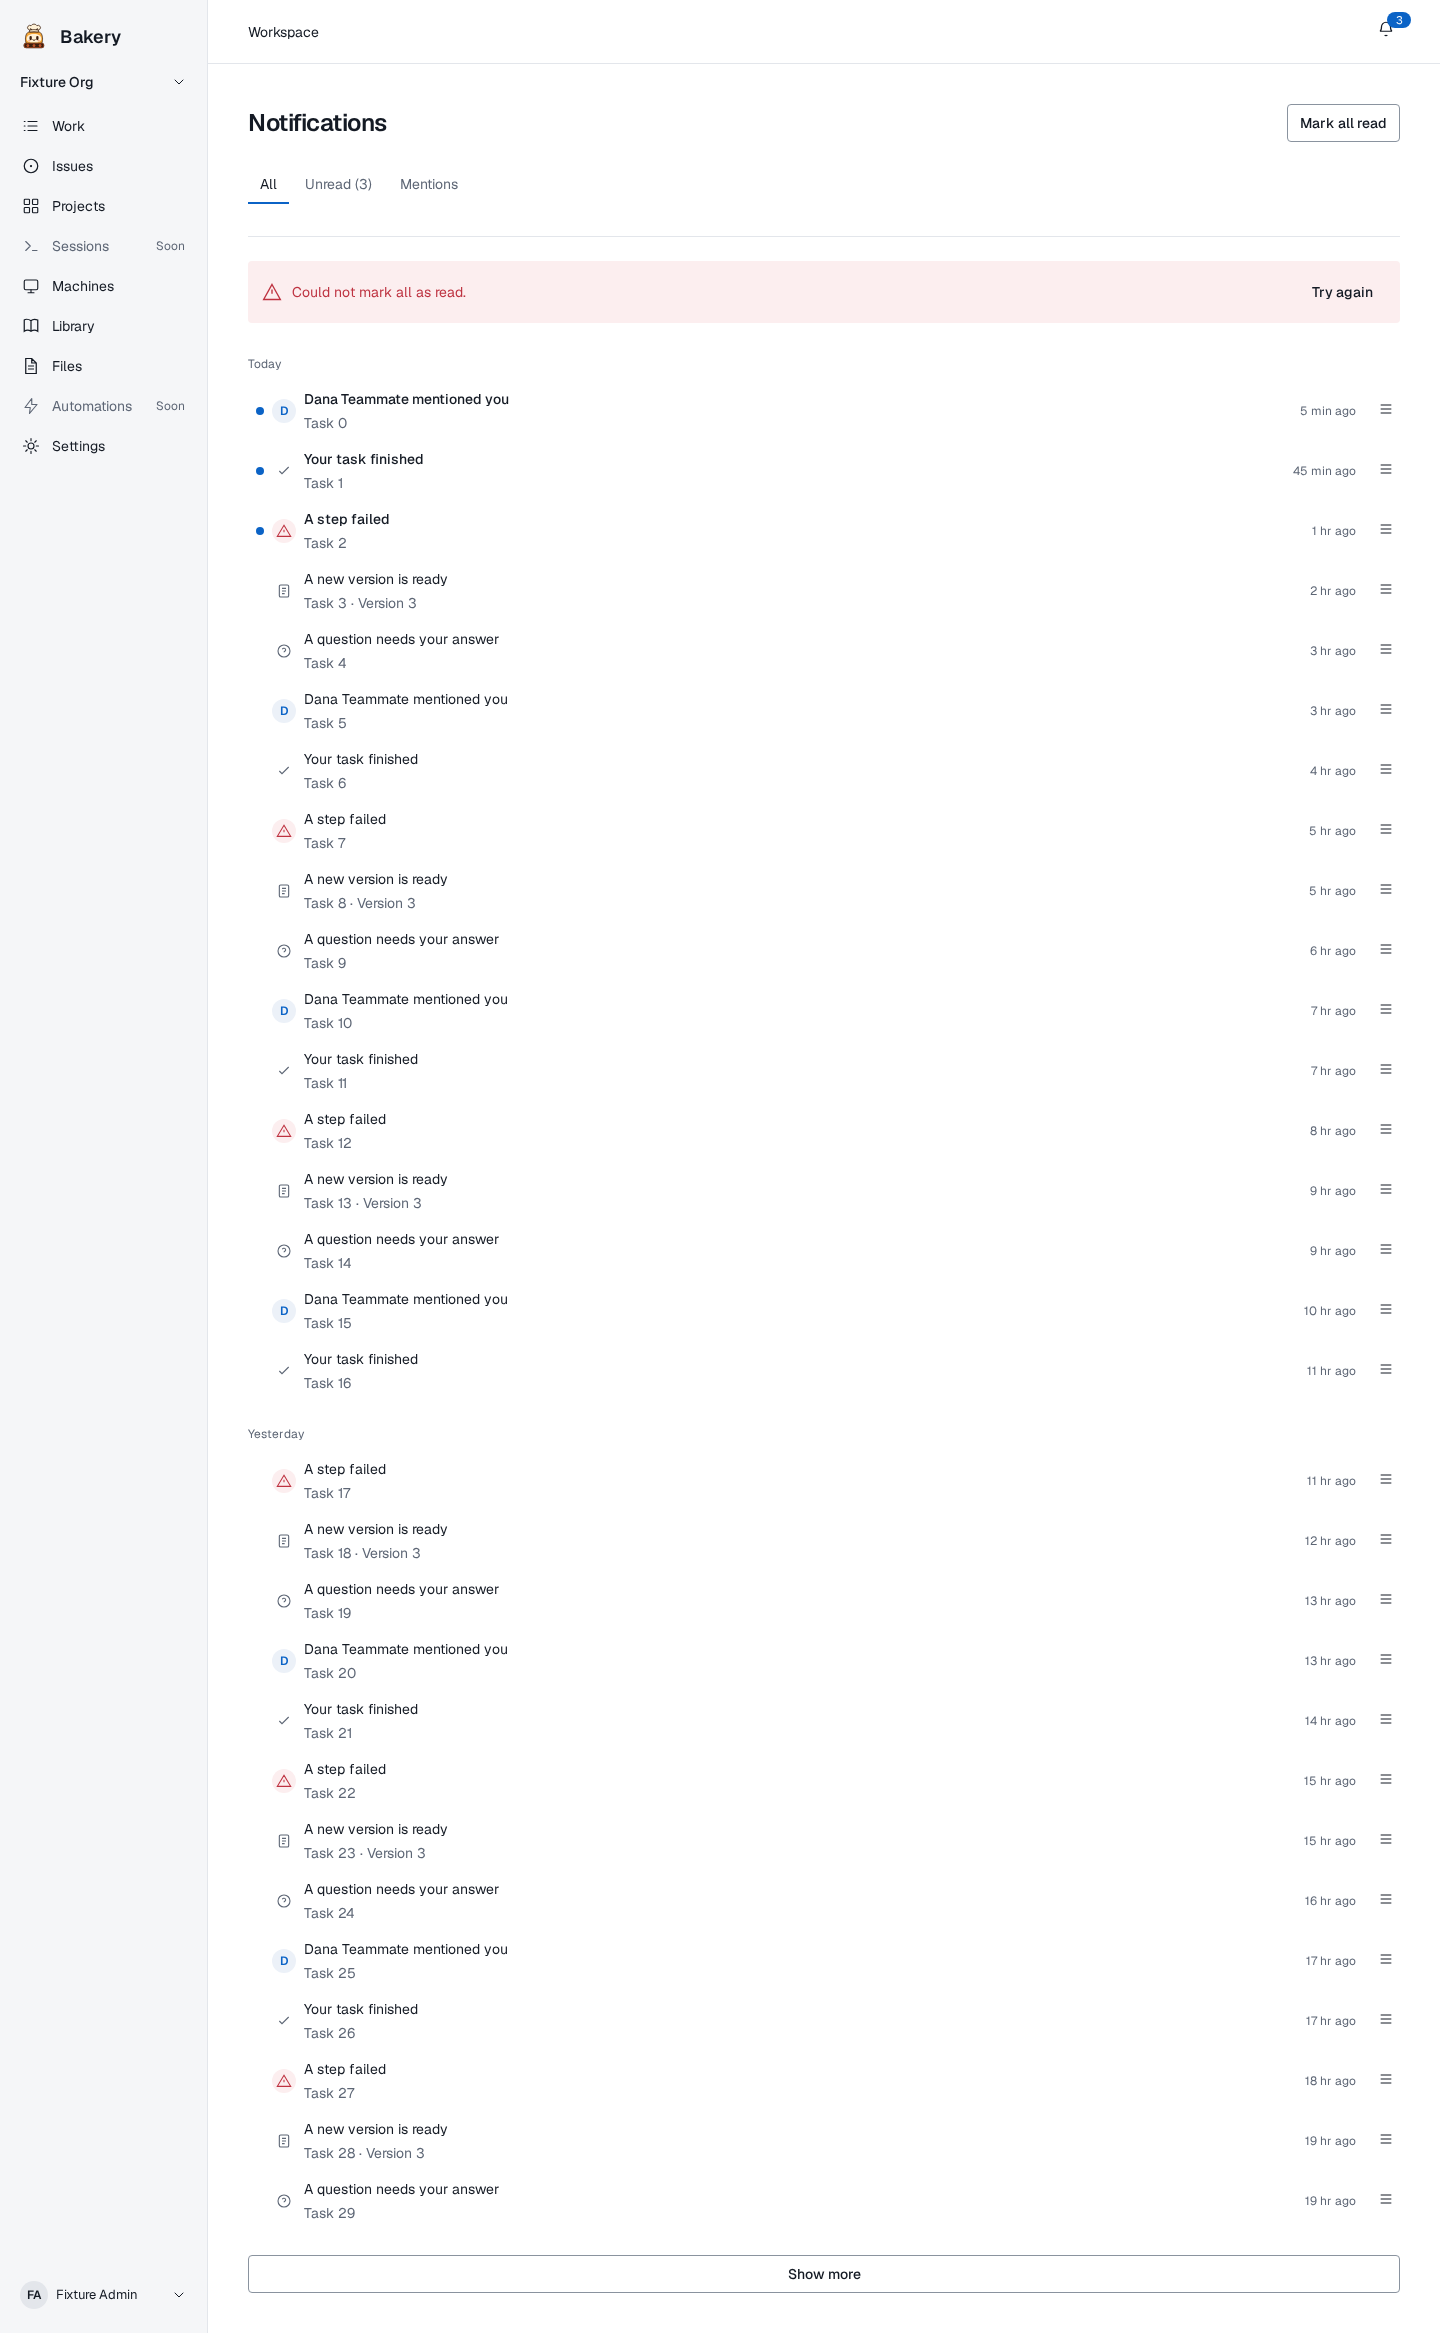 Bakery
Fixture Org
Work
Issues
Projects
Sessions Soon
Machines
Library
Files
Automations Soon
Settings
FA Fixture Admin
Workspace
3
Notifications
Mark all read
All Unread (3) Mentions
Could not mark all as read.
Try again
Today
D Dana Teammate mentioned you
Task 0
5 min ago
Your task finished
Task 1
45 min ago
A step failed
Task 2
1 hr ago
A new version is ready
Task 3 · Version 3
2 hr ago
A question needs your answer
Task 4
3 hr ago
D Dana Teammate mentioned you
Task 5
3 hr ago
Your task finished
Task 6
4 hr ago
A step failed
Task 7
5 hr ago
A new version is ready
Task 8 · Version 3
5 hr ago
A question needs your answer
Task 9
6 hr ago
D Dana Teammate mentioned you
Task 10
7 hr ago
Your task finished
Task 11
7 hr ago
A step failed
Task 12
8 hr ago
A new version is ready
Task 13 · Version 3
9 hr ago
A question needs your answer
Task 14
9 hr ago
D Dana Teammate mentioned you
Task 15
10 hr ago
Your task finished
Task 16
11 hr ago
Yesterday
A step failed
Task 17
11 hr ago
A new version is ready
Task 18 · Version 3
12 hr ago
A question needs your answer
Task 19
13 hr ago
D Dana Teammate mentioned you
Task 20
13 hr ago
Your task finished
Task 21
14 hr ago
A step failed
Task 22
15 hr ago
A new version is ready
Task 23 · Version 3
15 hr ago
A question needs your answer
Task 24
16 hr ago
D Dana Teammate mentioned you
Task 25
17 hr ago
Your task finished
Task 26
17 hr ago
A step failed
Task 27
18 hr ago
A new version is ready
Task 28 · Version 3
19 hr ago
A question needs your answer
Task 29
19 hr ago
Show more